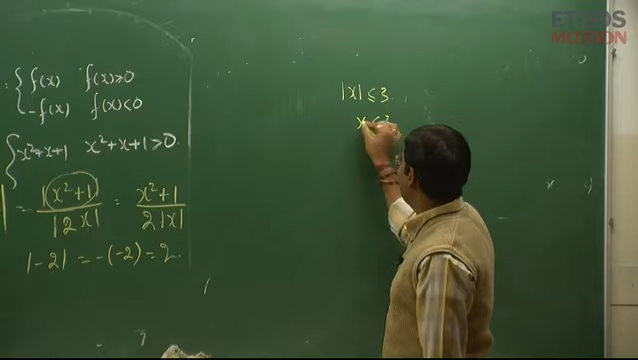 ETOOS
MOTION
{ f(x)   f(x)≥0
-f(x)   f(x)<0
{ x²+x+1   x²+x+1≥0
| = |x²+1| / |2x| = x²+1 / 2|x|
|-2| = -(-2) = 2
|x| ≤ 3
x ≤ 3